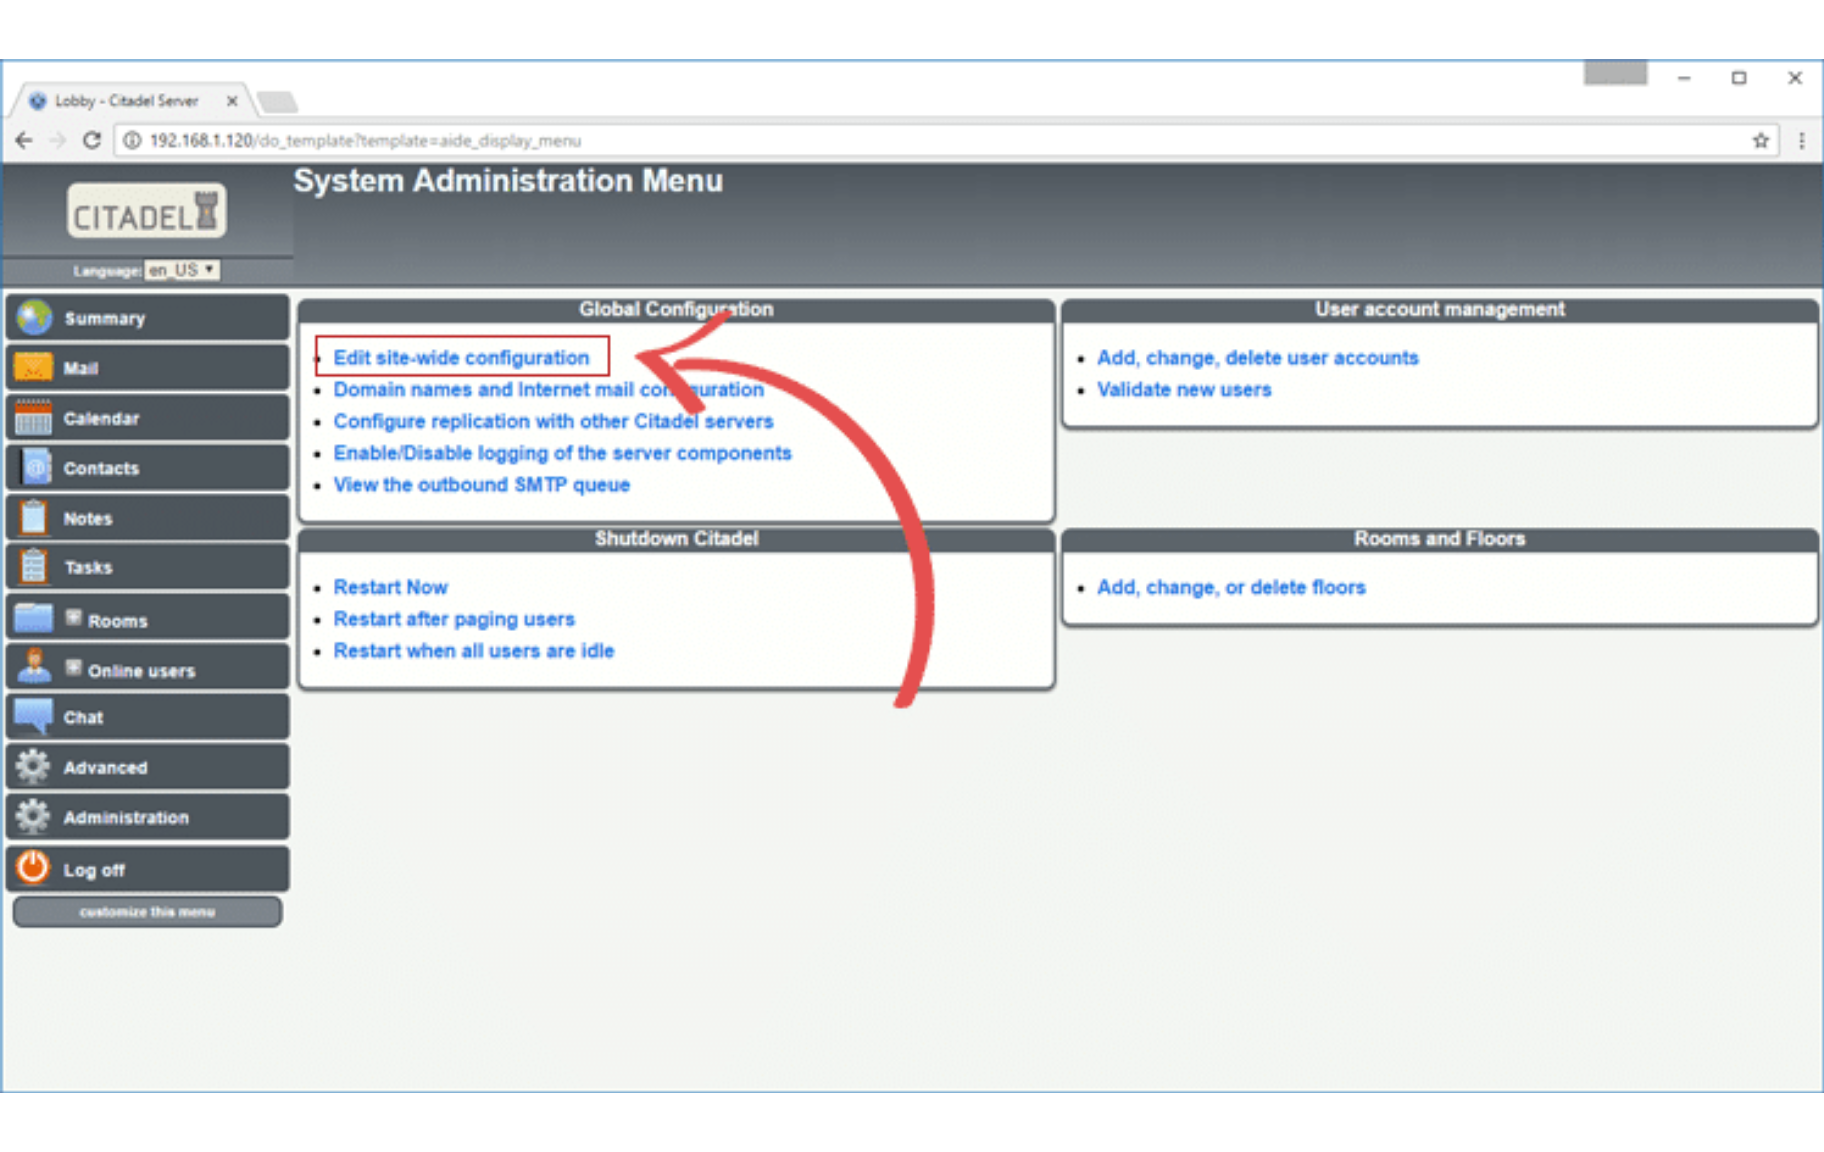 Lobby - Citadel Server
192.168.1.120/do_template?template=aide_display_menu
CITADEL
System Administration Menu
Language: en_US
Summary
Mail
Calendar
Contacts
Notes
Tasks
Rooms
Online users
Chat
Advanced
Administration
Log off
customize this menu
Global Configuration
Edit site-wide configuration
Domain names and Internet mail configuration
Configure replication with other Citadel servers
Enable/Disable logging of the server components
View the outbound SMTP queue
User account management
Add, change, delete user accounts
Validate new users
Shutdown Citadel
Restart Now
Restart after paging users
Restart when all users are idle
Rooms and Floors
Add, change, or delete floors